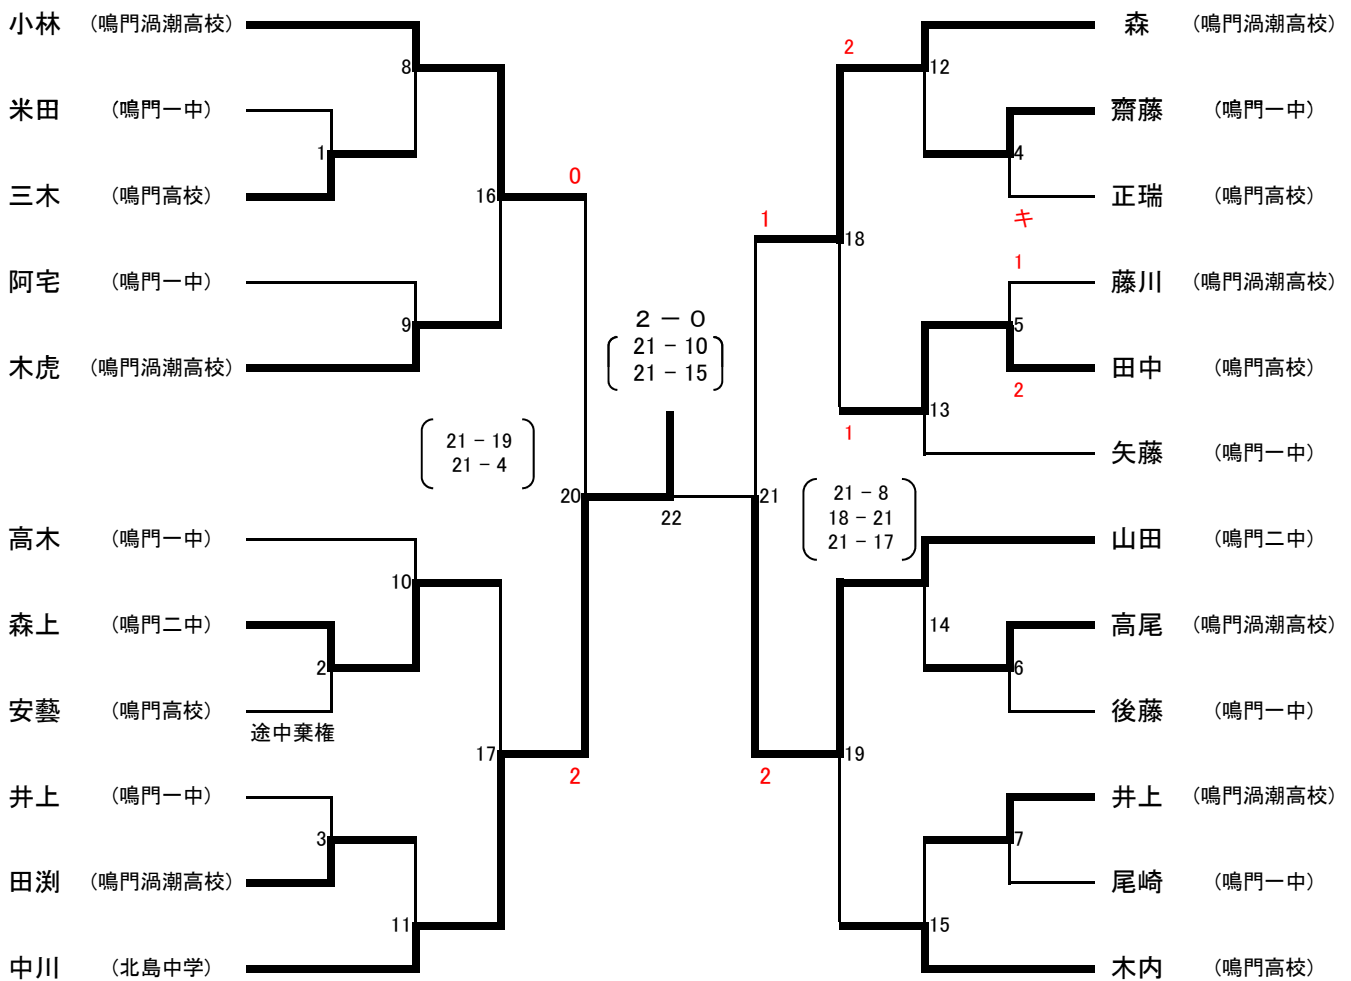 小林 (鳴門渦潮高校)
8
米田 (鳴門一中)
1
三木 (鳴門高校)
16
0
阿宅 (鳴門一中)
9
木虎 (鳴門渦潮高校)
21 - 19
21 - 4
20
高木 (鳴門一中)
10
森上 (鳴門二中)
2
安藝 (鳴門高校)
途中棄権
17
2
井上 (鳴門一中)
3
田渕 (鳴門渦潮高校)
11
中川 (北島中学)
2 - 0
21 - 10
21 - 15
22
森 (鳴門渦潮高校)
2
12
齋藤 (鳴門一中)
4
正瑞 (鳴門高校)
キ
1
18
1
藤川 (鳴門渦潮高校)
5
田中 (鳴門高校)
2
13
1
矢藤 (鳴門一中)
21
21 - 8
18 - 21
21 - 17
山田 (鳴門二中)
14
高尾 (鳴門渦潮高校)
6
後藤 (鳴門一中)
19
2
井上 (鳴門渦潮高校)
7
尾崎 (鳴門一中)
15
木内 (鳴門高校)